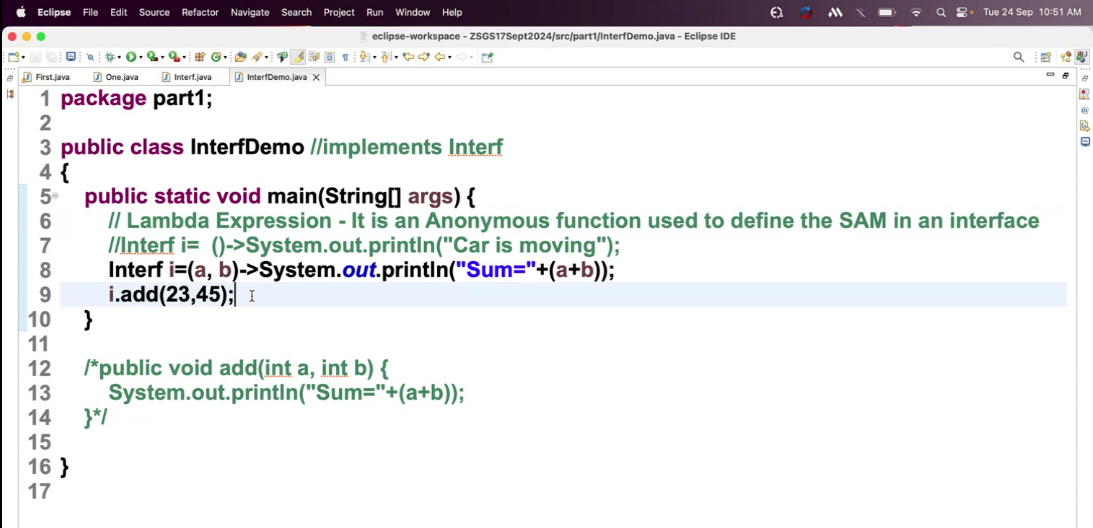 Eclipse File Edit Source Refactor Navigate Search Project Run Window Help Tue 24 Sep 10:51 AM
eclipse-workspace - ZSGS17Sept2024/src/part1/InterfDemo.java - Eclipse IDE
First.java One.java Interf.java InterfDemo.java
1 package part1;
2
3 public class InterfDemo //implements Interf
4 {
5 public static void main(String[] args) {
6 // Lambda Expression - It is an Anonymous function used to define the SAM in an interface
7 //Interf i= ()->System.out.println("Car is moving");
8 Interf i=(a, b)->System.out.println("Sum="+(a+b));
9 i.add(23,45);
10 }
11
12 /*public void add(int a, int b) {
13 System.out.println("Sum="+(a+b));
14 }*/
15
16 }
17